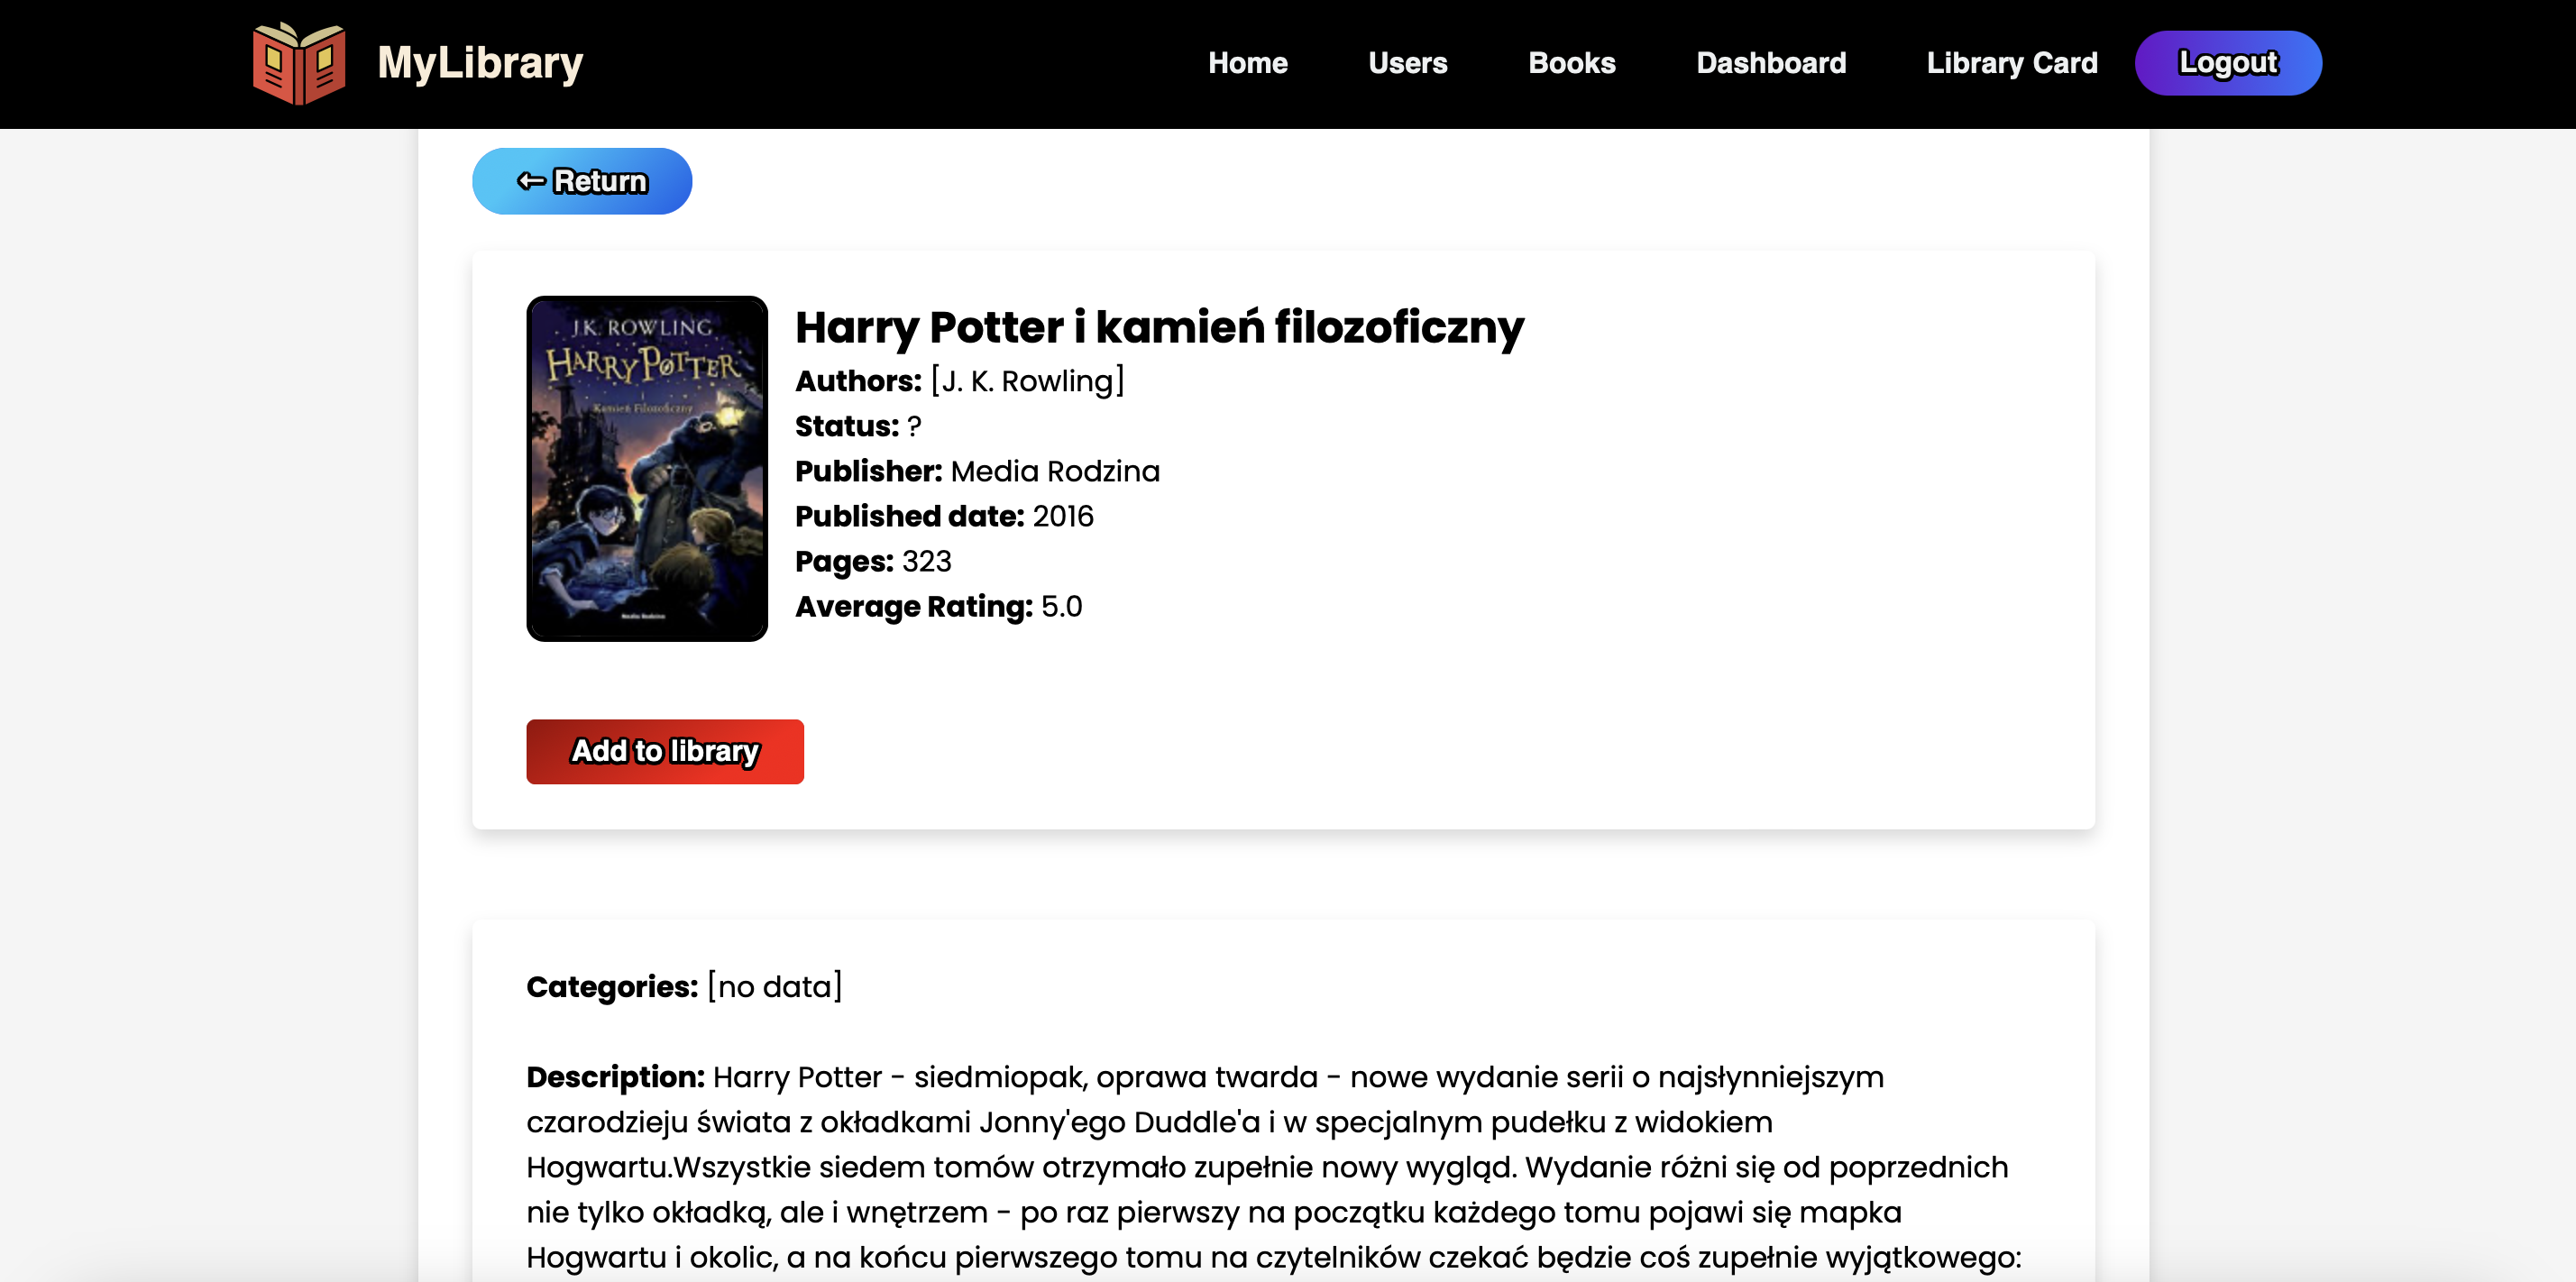 MyLibrary
Home
Users
Books
Dashboard
Library Card
Logout
← Return
J.K. ROWLING
HARRY POTTER
i
Kamień Filozoficzny
Media Rodzina
Harry Potter i kamień filozoficzny
Authors: [J. K. Rowling]
Status: ?
Publisher: Media Rodzina
Published date: 2016
Pages: 323
Average Rating: 5.0
Add to library
Categories: [no data]
Description: Harry Potter - siedmiopak, oprawa twarda - nowe wydanie serii o najsłynniejszym
czarodzieju świata z okładkami Jonny'ego Duddle'a i w specjalnym pudełku z widokiem
Hogwartu.Wszystkie siedem tomów otrzymało zupełnie nowy wygląd. Wydanie różni się od poprzednich
nie tylko okładką, ale i wnętrzem - po raz pierwszy na początku każdego tomu pojawi się mapka
Hogwartu i okolic, a na końcu pierwszego tomu na czytelników czekać będzie coś zupełnie wyjątkowego: